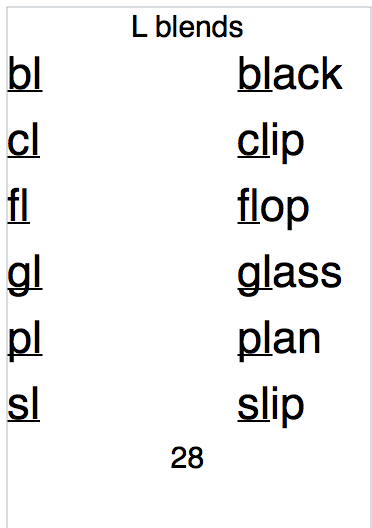 L blends
bl black
cl clip
fl flop
gl glass
pl plan
sl slip
28